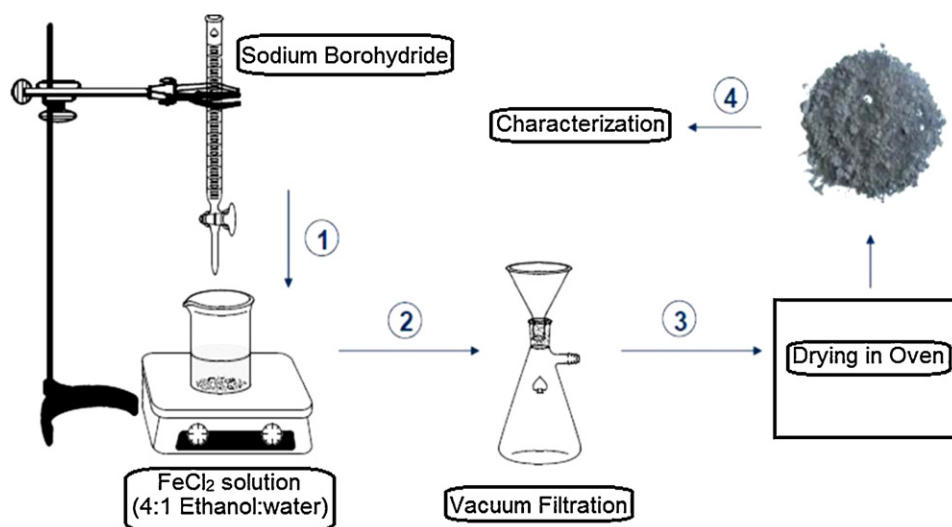 Sodium Borohydride
1
FeCl₂ solution
(4:1 Ethanol:water)
2
Vacuum Filtration
3
Drying in Oven
4
Characterization